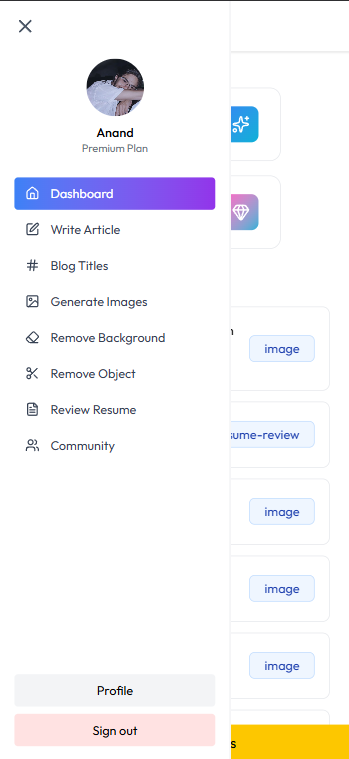 Anand
Premium Plan
Dashboard
Write Article
Blog Titles
Generate Images
Remove Background
Remove Object
Review Resume
Community
Profile
Sign out
image
sume-review
image
image
image